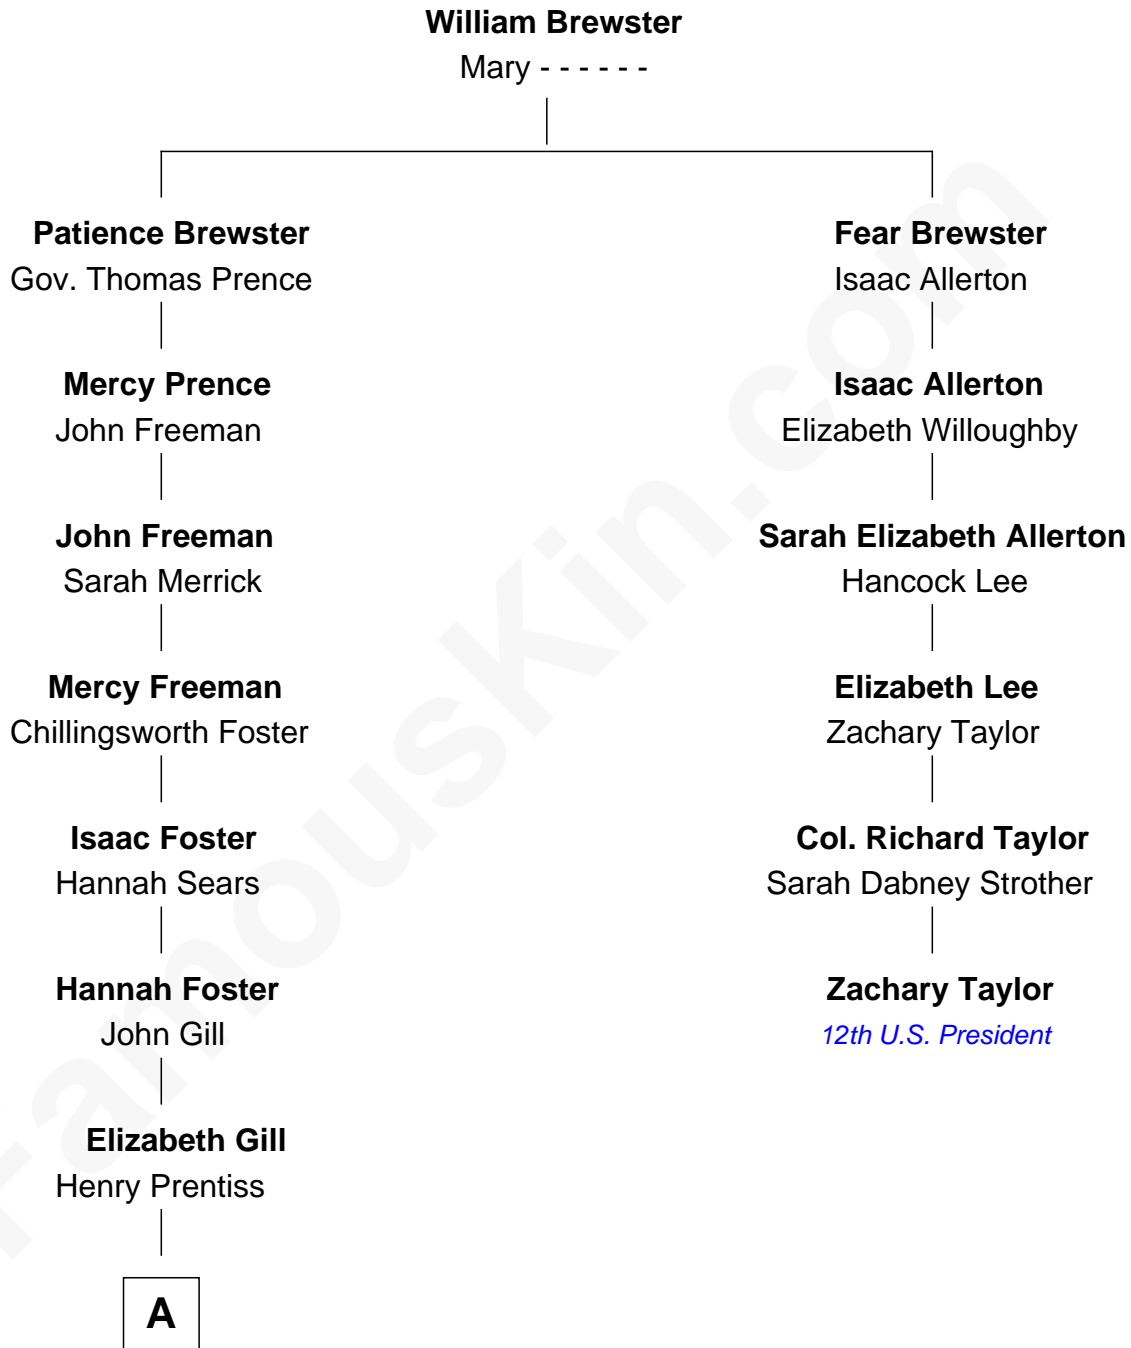 William Brewster
Mary - - - - - -
Patience Brewster
Gov. Thomas Prence
Fear Brewster
Isaac Allerton
Mercy Prence
John Freeman
Isaac Allerton
Elizabeth Willoughby
John Freeman
Sarah Merrick
Sarah Elizabeth Allerton
Hancock Lee
Mercy Freeman
Chillingsworth Foster
Elizabeth Lee
Zachary Taylor
Isaac Foster
Hannah Sears
Col. Richard Taylor
Sarah Dabney Strother
Hannah Foster
John Gill
Zachary Taylor
12th U.S. President
Elizabeth Gill
Henry Prentiss
A
FamousKin.com